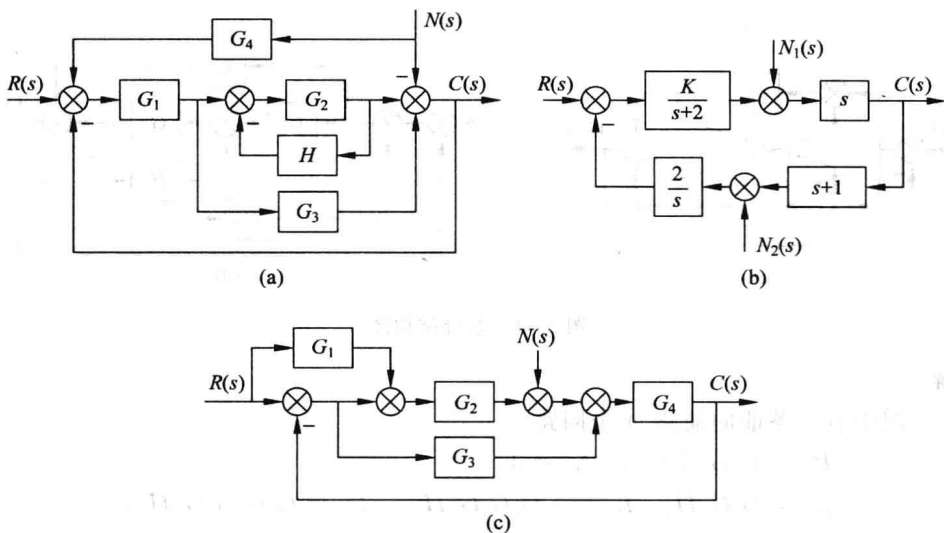 N(s)
G₄
R(s)
G₁
G₂
C(s)
−
−
−
H
G₃
(a)
N₁(s)
R(s)
K
s+2
s
C(s)
−
2
s
s+1
N₂(s)
(b)
G₁
N(s)
R(s)
G₂
G₄
C(s)
−
G₃
(c)